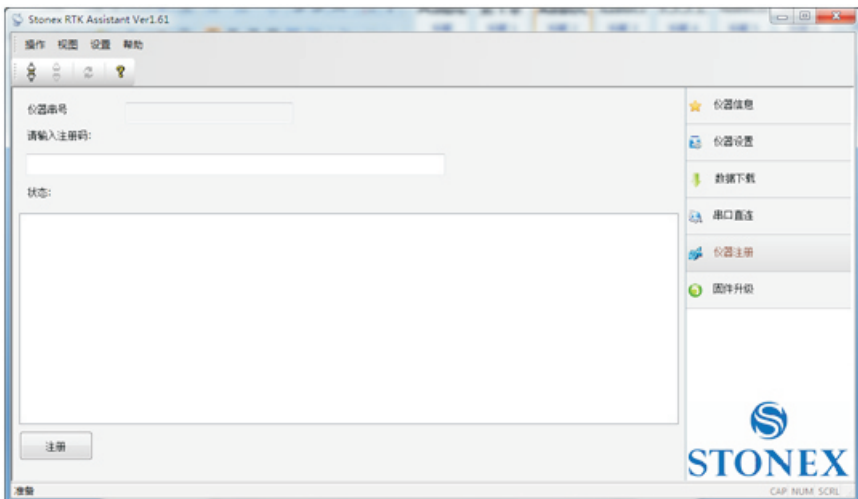 Stonex RTK Assistant Ver1.61
操作 视图 设置 帮助
仪器串号
请输入注册码:
状态:
注册
仪器信息
仪器设置
数据下载
串口直连
仪器注册
固件升级
STONEX
准备
CAP NUM SCRL